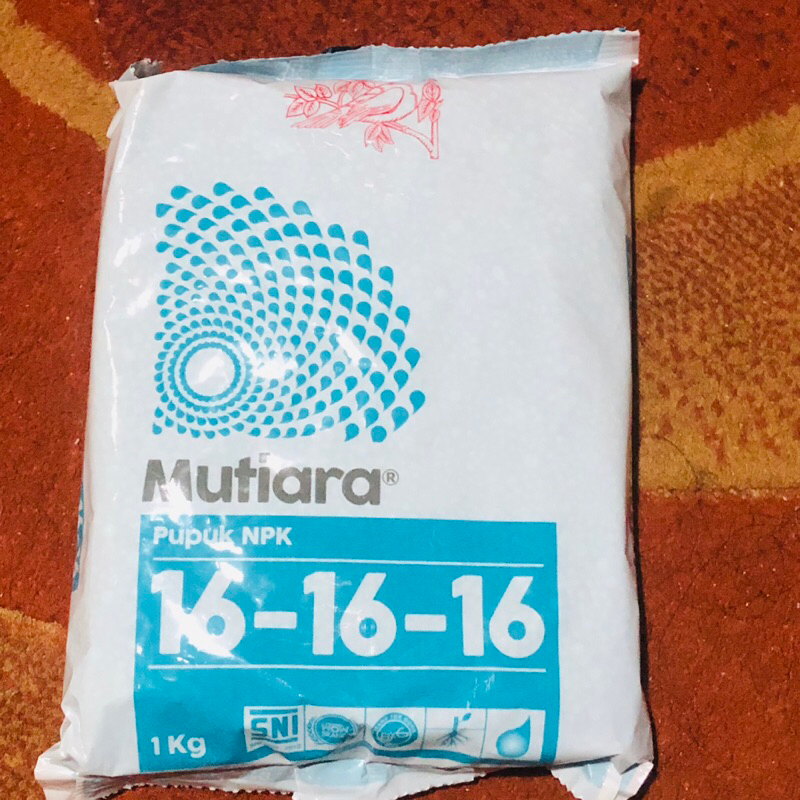 Mutiara®
Pupuk NPK
16-16-16
1 Kg
SNI